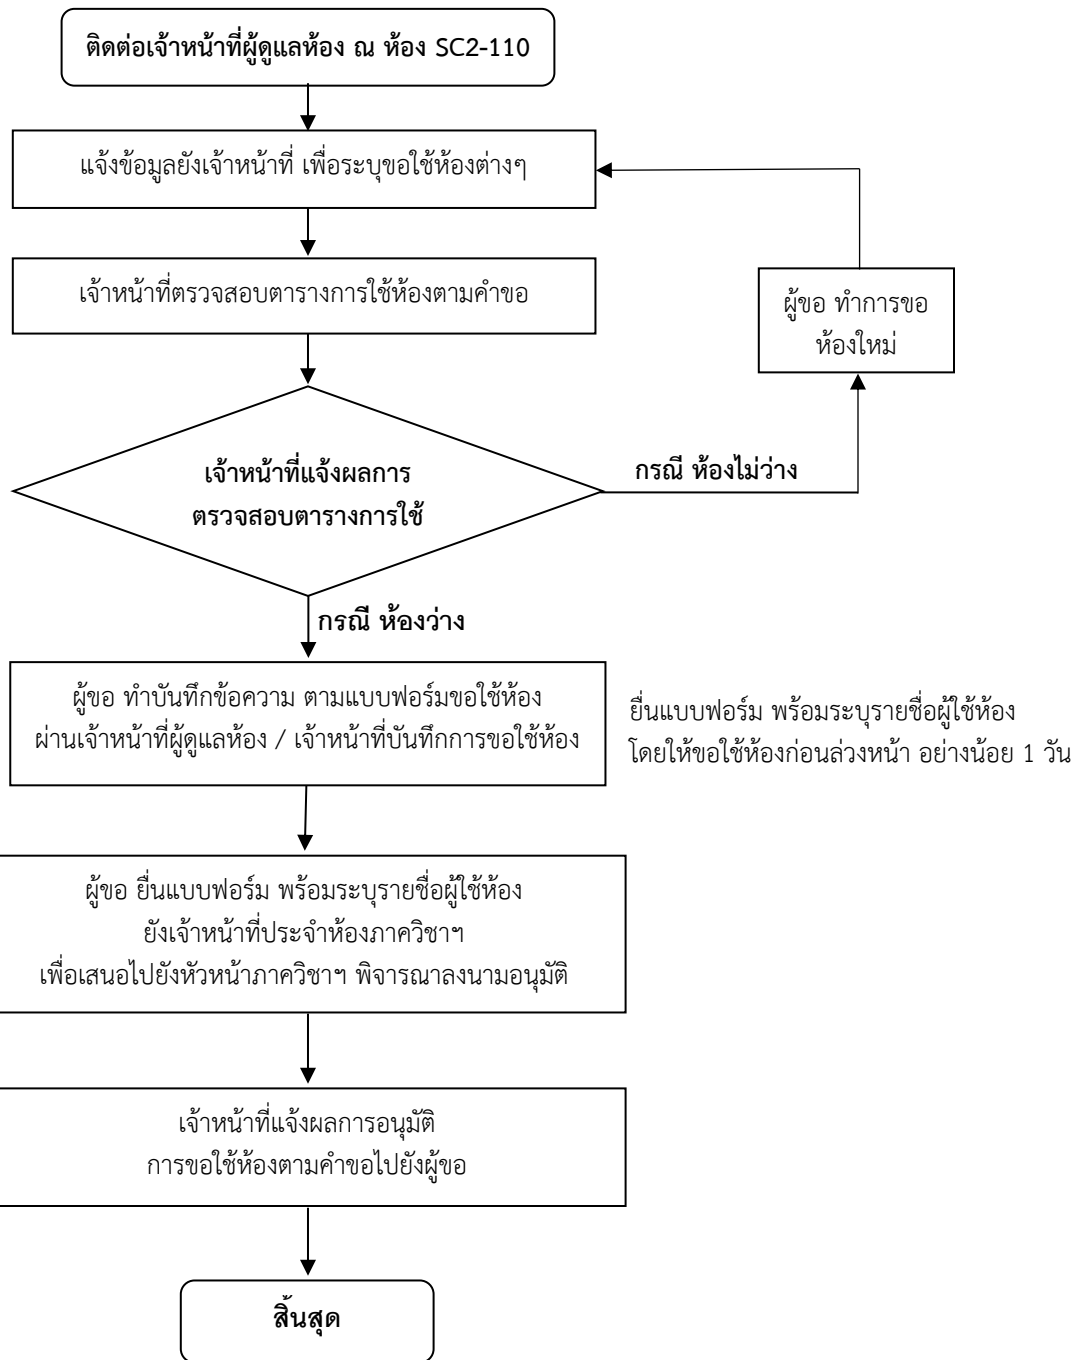 ติดต่อเจ้าหน้าที่ผู้ดูแลห้อง ณ ห้อง SC2-110
แจ้งข้อมูลยังเจ้าหน้าที่ เพื่อระบุขอใช้ห้องต่างๆ
เจ้าหน้าที่ตรวจสอบตารางการใช้ห้องตามคำขอ
ผู้ขอ ทำการขอ
ห้องใหม่
เจ้าหน้าที่แจ้งผลการ
ตรวจสอบตารางการใช้
กรณี ห้องไม่ว่าง
กรณี ห้องว่าง
ผู้ขอ ทำบันทึกข้อความ ตามแบบฟอร์มขอใช้ห้อง
ผ่านเจ้าหน้าที่ผู้ดูแลห้อง / เจ้าหน้าที่บันทึกการขอใช้ห้อง
ยื่นแบบฟอร์ม พร้อมระบุรายชื่อผู้ใช้ห้อง
โดยให้ขอใช้ห้องก่อนล่วงหน้า อย่างน้อย 1 วัน
ผู้ขอ ยื่นแบบฟอร์ม พร้อมระบุรายชื่อผู้ใช้ห้อง
ยังเจ้าหน้าที่ประจำห้องภาควิชาฯ
เพื่อเสนอไปยังหัวหน้าภาควิชาฯ พิจารณาลงนามอนุมัติ
เจ้าหน้าที่แจ้งผลการอนุมัติ
การขอใช้ห้องตามคำขอไปยังผู้ขอ
สิ้นสุด